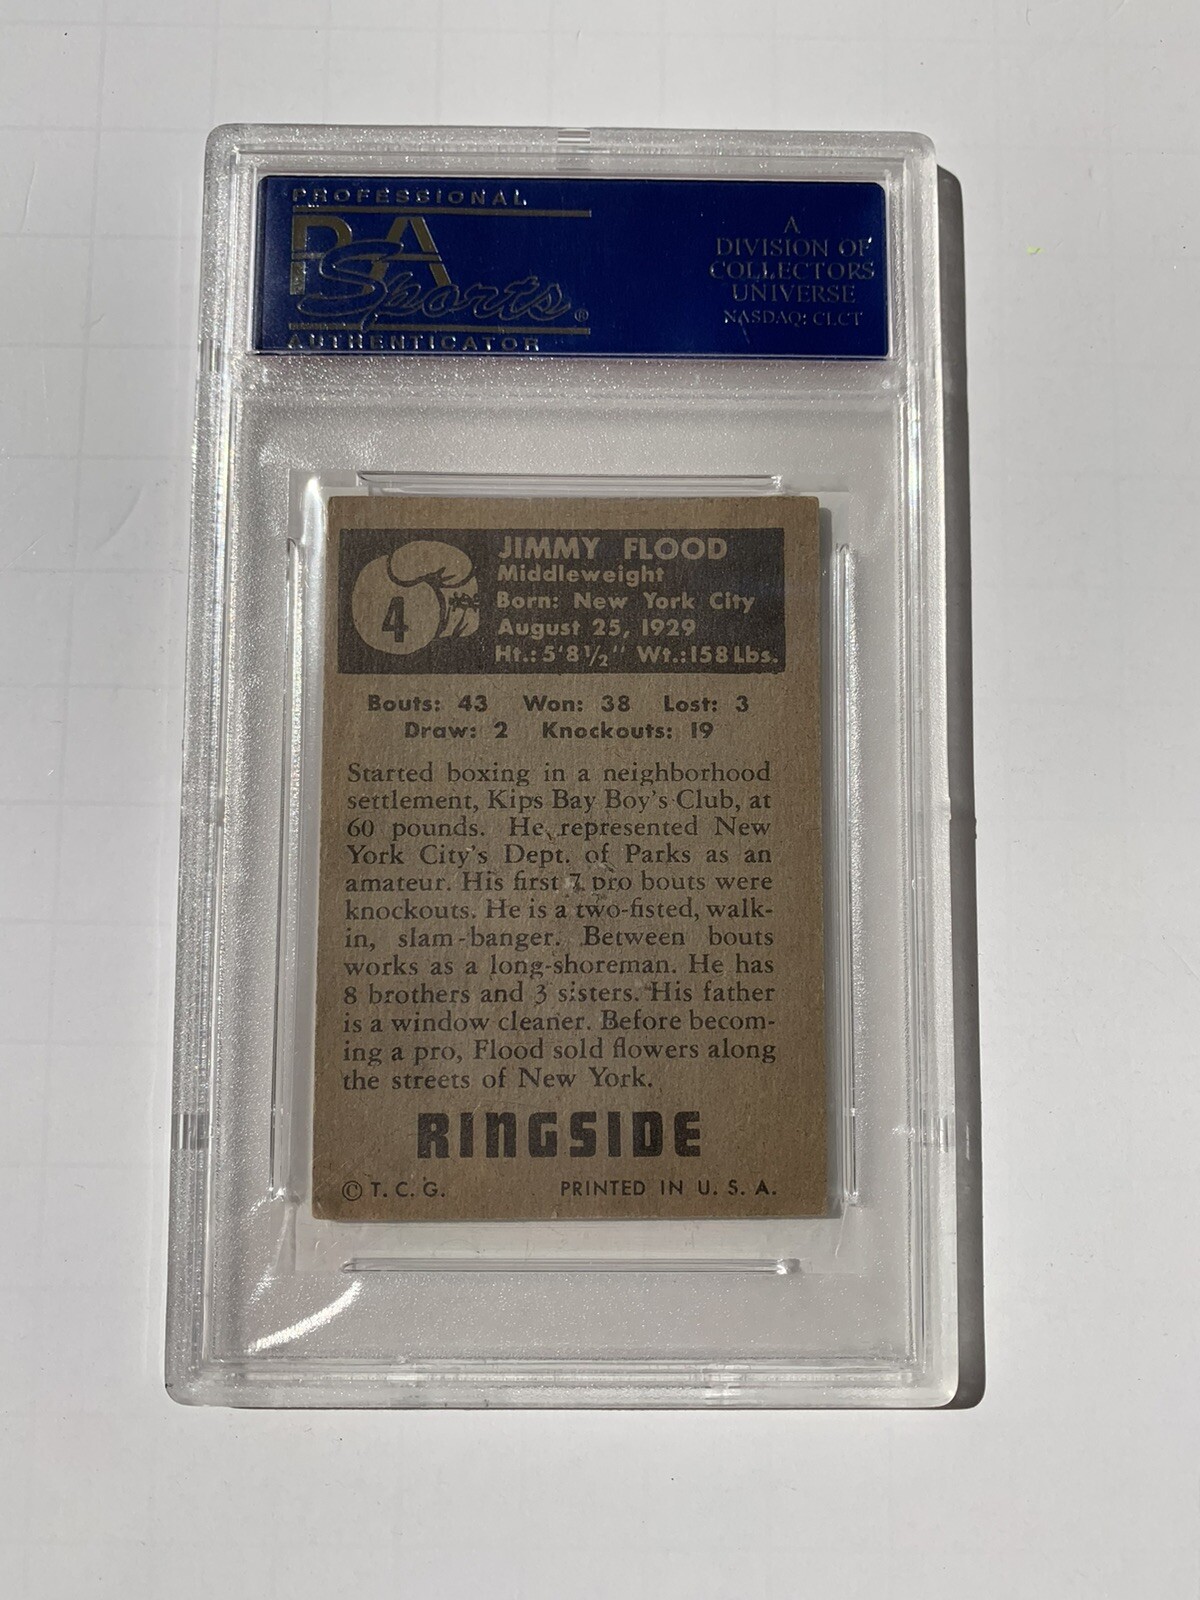 PROFESSIONAL
PSA
Sports®
AUTHENTICATOR
A
DIVISION OF
COLLECTORS
UNIVERSE
NASDAQ: CLCT
4
JIMMY FLOOD
Middleweight
Born: New York City
August 25, 1929
Ht.: 5'8½" Wt.: 158 Lbs.
Bouts: 43 Won: 38 Lost: 3
Draw: 2 Knockouts: 19
Started boxing in a neighborhood
settlement, Kips Bay Boy's Club, at
60 pounds. He represented New
York City's Dept. of Parks as an
amateur. His first 7 pro bouts were
knockouts. He is a two-fisted, walk-
in, slam-banger. Between bouts
works as a long-shoreman. He has
8 brothers and 3 sisters. His father
is a window cleaner. Before becom-
ing a pro, Flood sold flowers along
the streets of New York.
RINGSIDE
© T. C. G. PRINTED IN U. S. A.